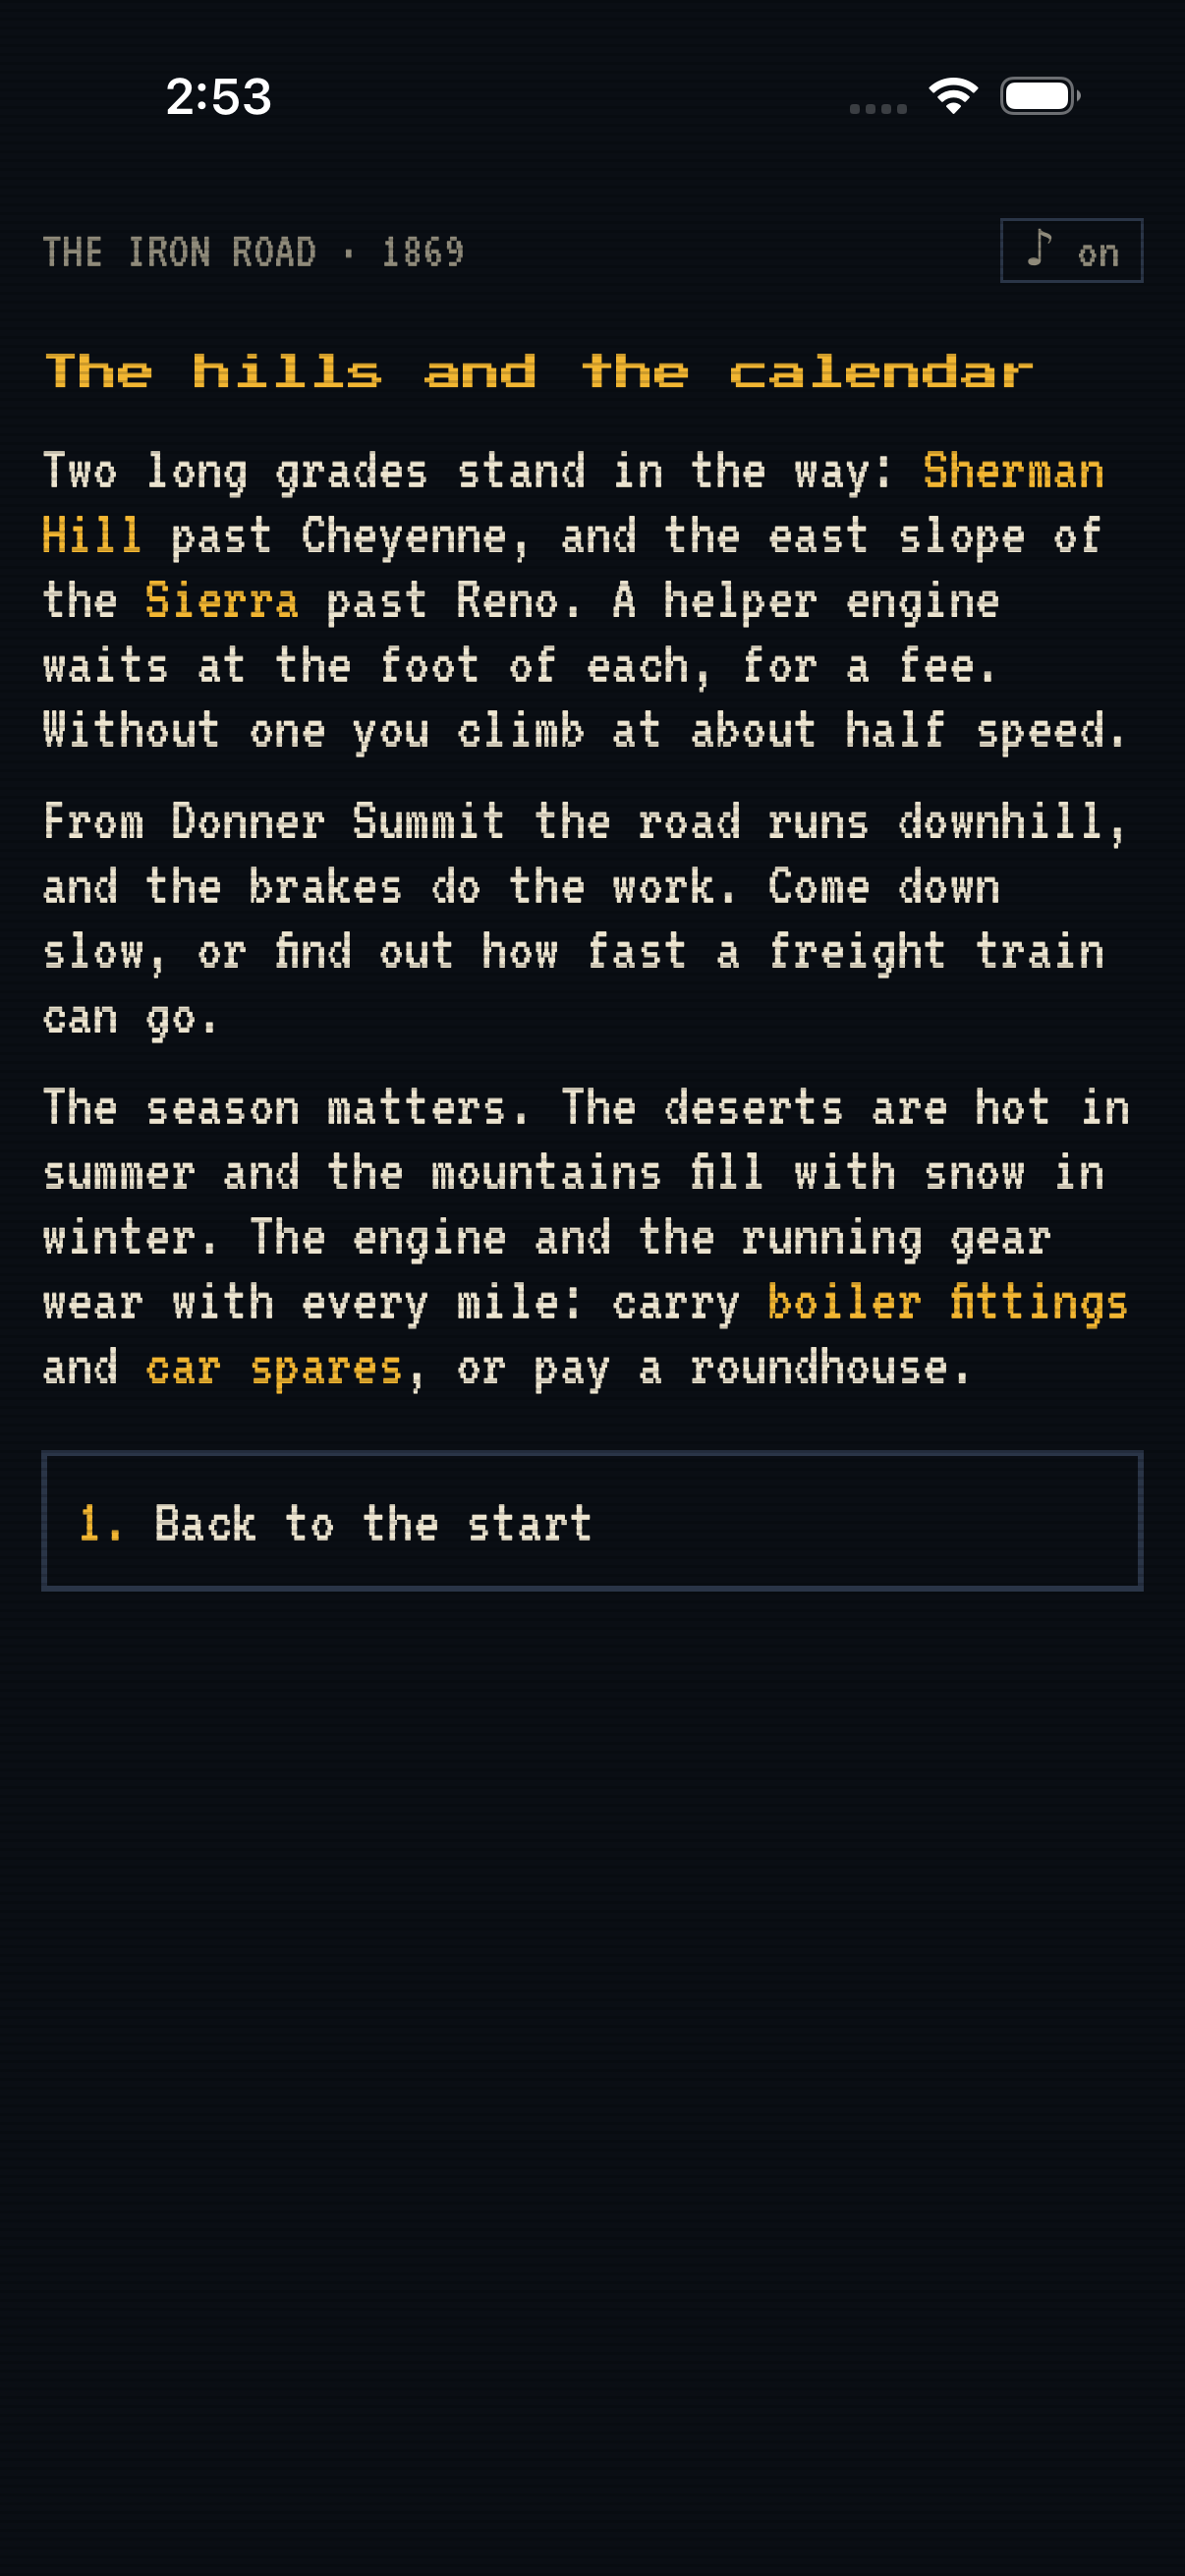 2:53
THE IRON ROAD · 1869
♪ on
The hills and the calendar
Two long grades stand in the way: Sherman
Hill past Cheyenne, and the east slope of
the Sierra past Reno. A helper engine
waits at the foot of each, for a fee.
Without one you climb at about half speed.
From Donner Summit the road runs downhill,
and the brakes do the work. Come down
slow, or find out how fast a freight train
can go.
The season matters. The deserts are hot in
summer and the mountains fill with snow in
winter. The engine and the running gear
wear with every mile: carry boiler fittings
and car spares, or pay a roundhouse.
1. Back to the start